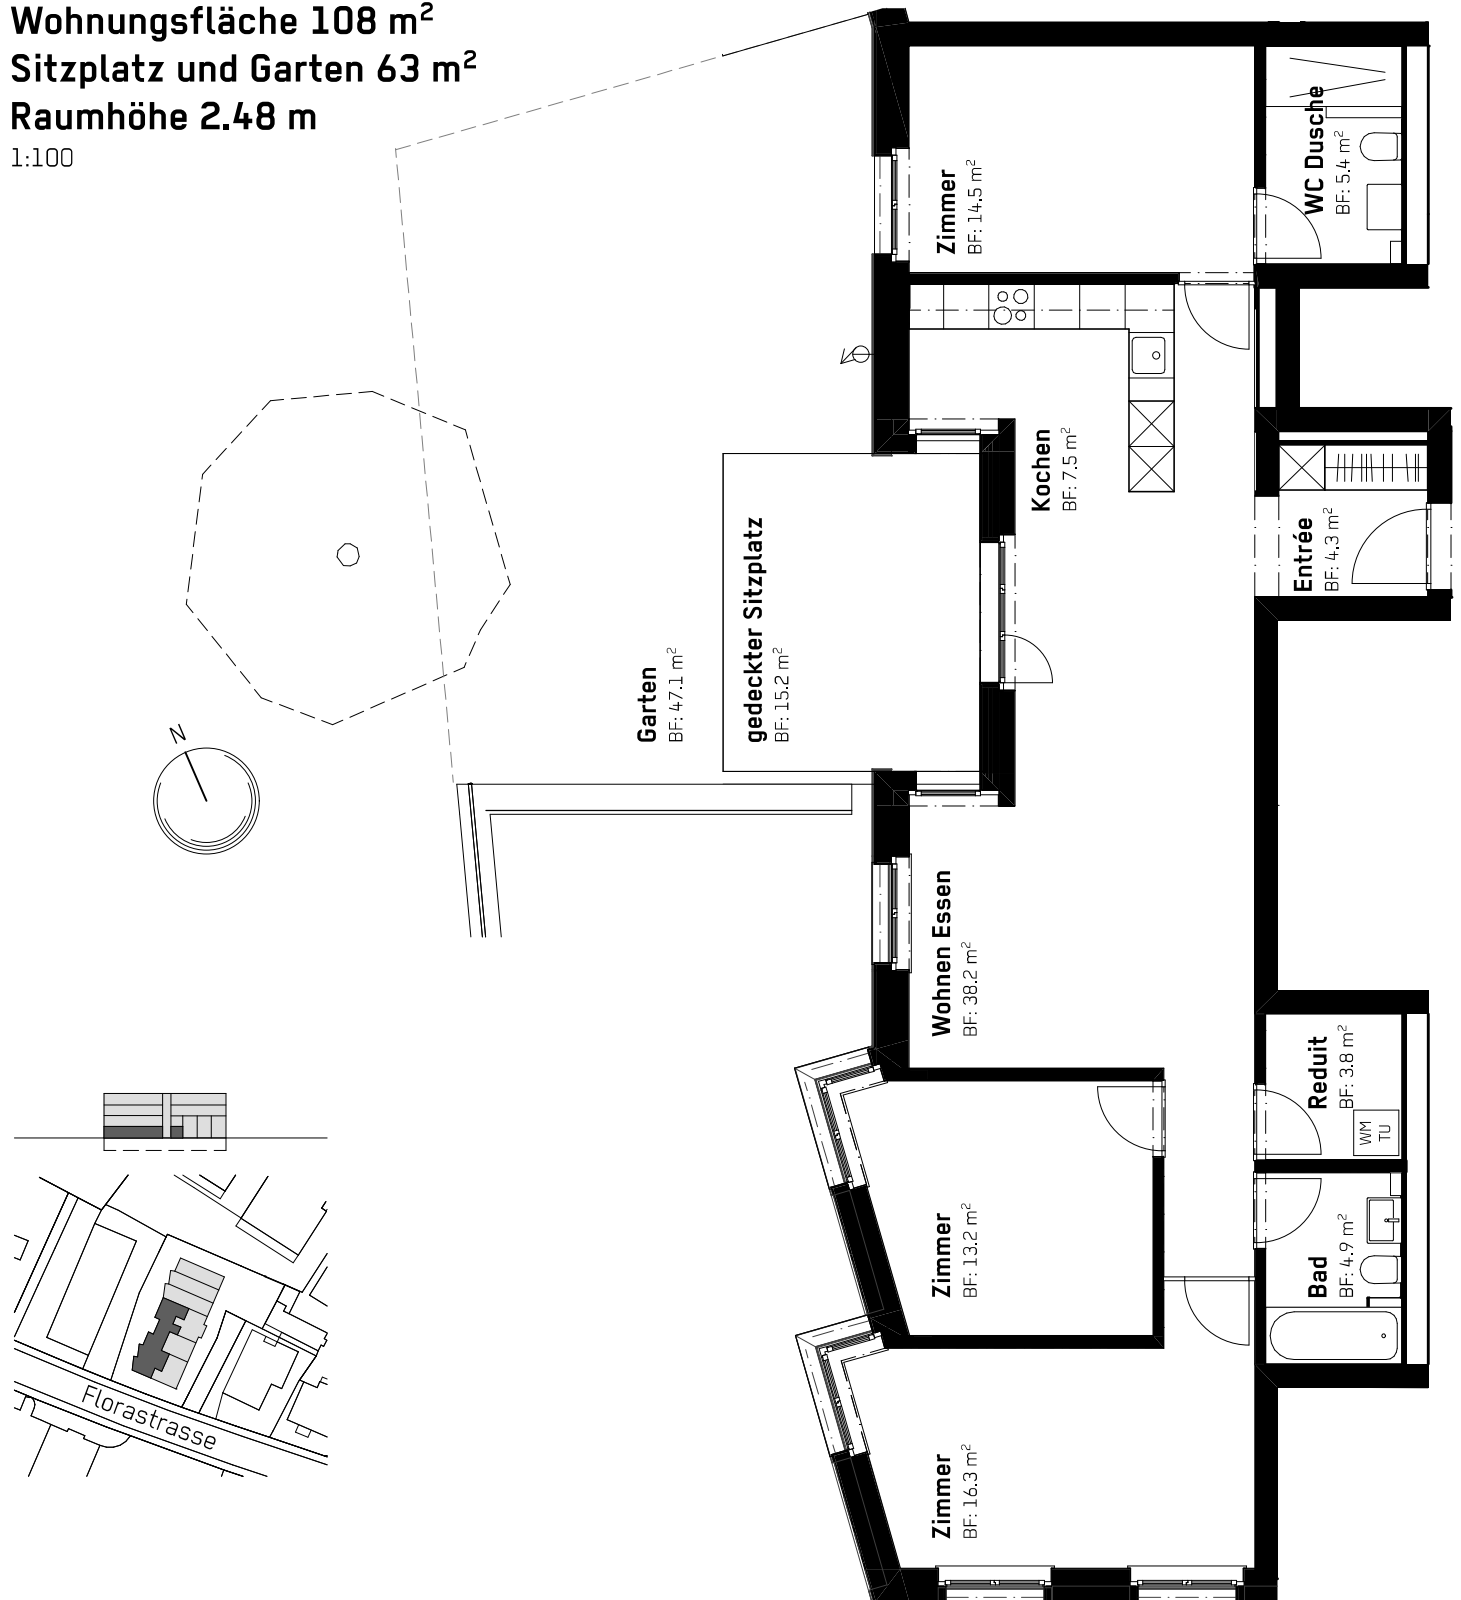 Wohnungsfläche 108 m²
Sitzplatz und Garten 63 m²
Raumhöhe 2.48 m
1:100
Zimmer
BF: 14.5 m²
WC Dusche
BF: 5.4 m²
Kochen
BF: 7.5 m²
Entrée
BF: 4.3 m²
Garten
BF: 47.1 m²
gedeckter Sitzplatz
BF: 15.2 m²
N
Wohnen Essen
BF: 38.2 m²
Reduit
BF: 3.8 m²
WM
TU
Zimmer
BF: 13.2 m²
Bad
BF: 4.9 m²
Zimmer
BF: 16.3 m²
Florastrasse